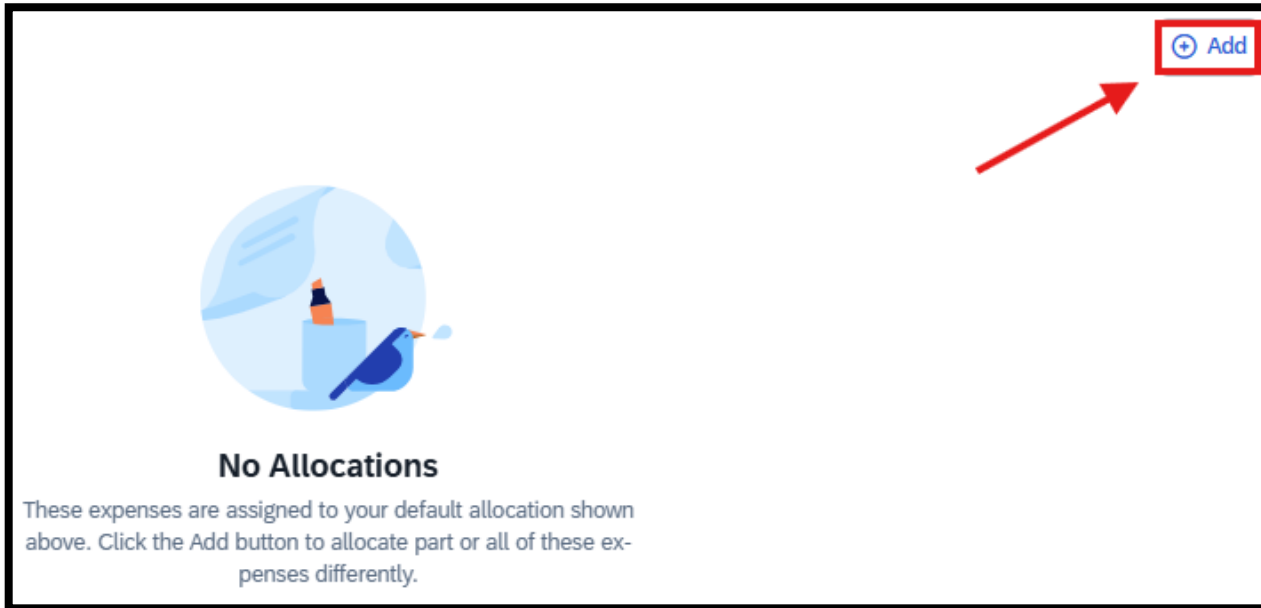 Add
No Allocations
These expenses are assigned to your default allocation shown
above. Click the Add button to allocate part or all of these ex-
penses differently.